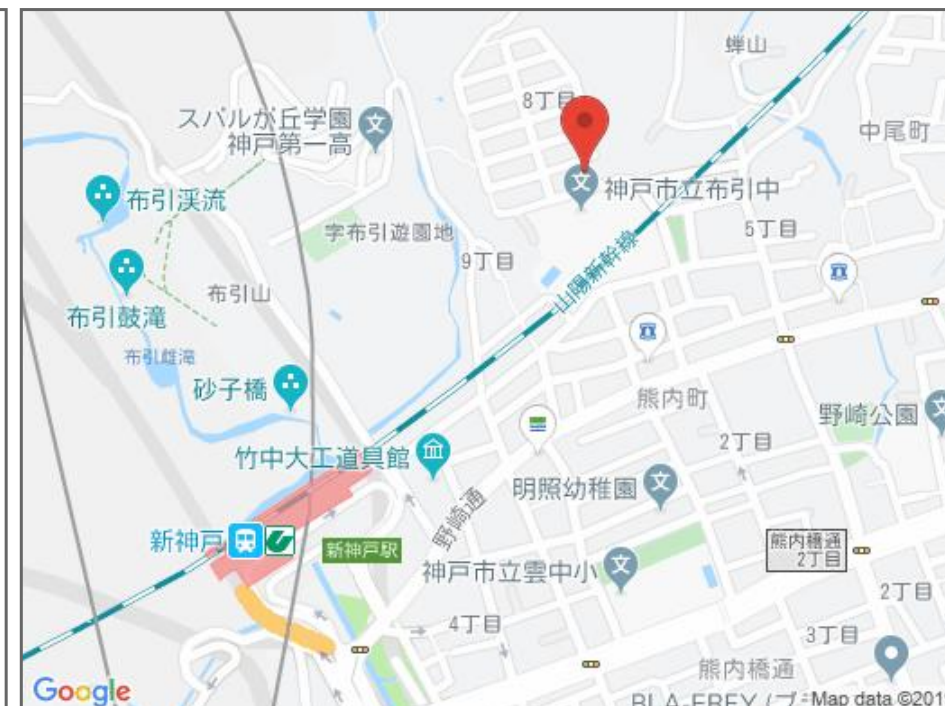 蝉山
8丁目
スバルが丘学園
神戸第一高
中尾町
布引渓流
神戸市立布引中
5丁目
字布引遊園地
9丁目
山陽新幹線
布引山
布引鼓滝
布引雌滝
砂子橋
熊内町
野崎公園
2丁目
竹中大工道具館
明照幼稚園
野崎通
新神戸
新神戸駅
熊内橋通
2丁目
神戸市立雲中小
2丁目
4丁目
3丁目
熊内橋通
Google
Map data ©201